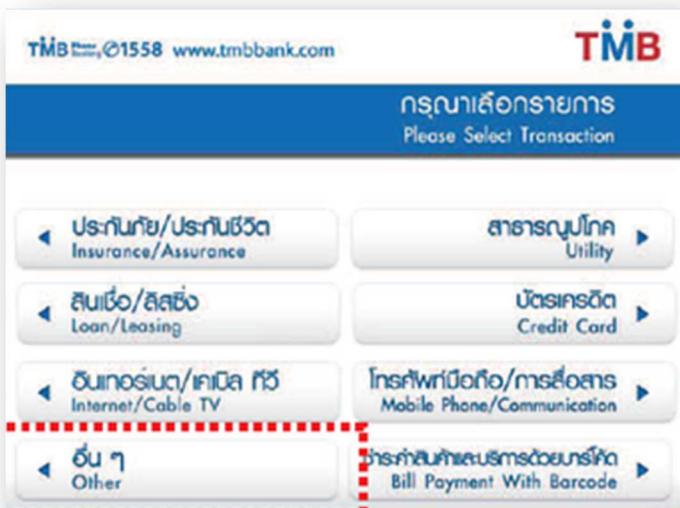 TMB Phone Banking 1558 www.tmbbank.com
TMB
กรุณาเลือกรายการ
Please Select Transaction
ประกันภัย/ประกันชีวิต
Insurance/Assurance
สาธารณูปโภค
Utility
สินเชื่อ/ลิสซิ่ง
Loan/Leasing
บัตรเครดิต
Credit Card
อินเทอร์เนต/เคเบิล ทีวี
Internet/Cable TV
โทรศัพท์มือถือ/การสื่อสาร
Mobile Phone/Communication
อื่น ๆ
Other
ชำระค่าสินค้าและบริการด้วยบาร์โค้ด
Bill Payment With Barcode